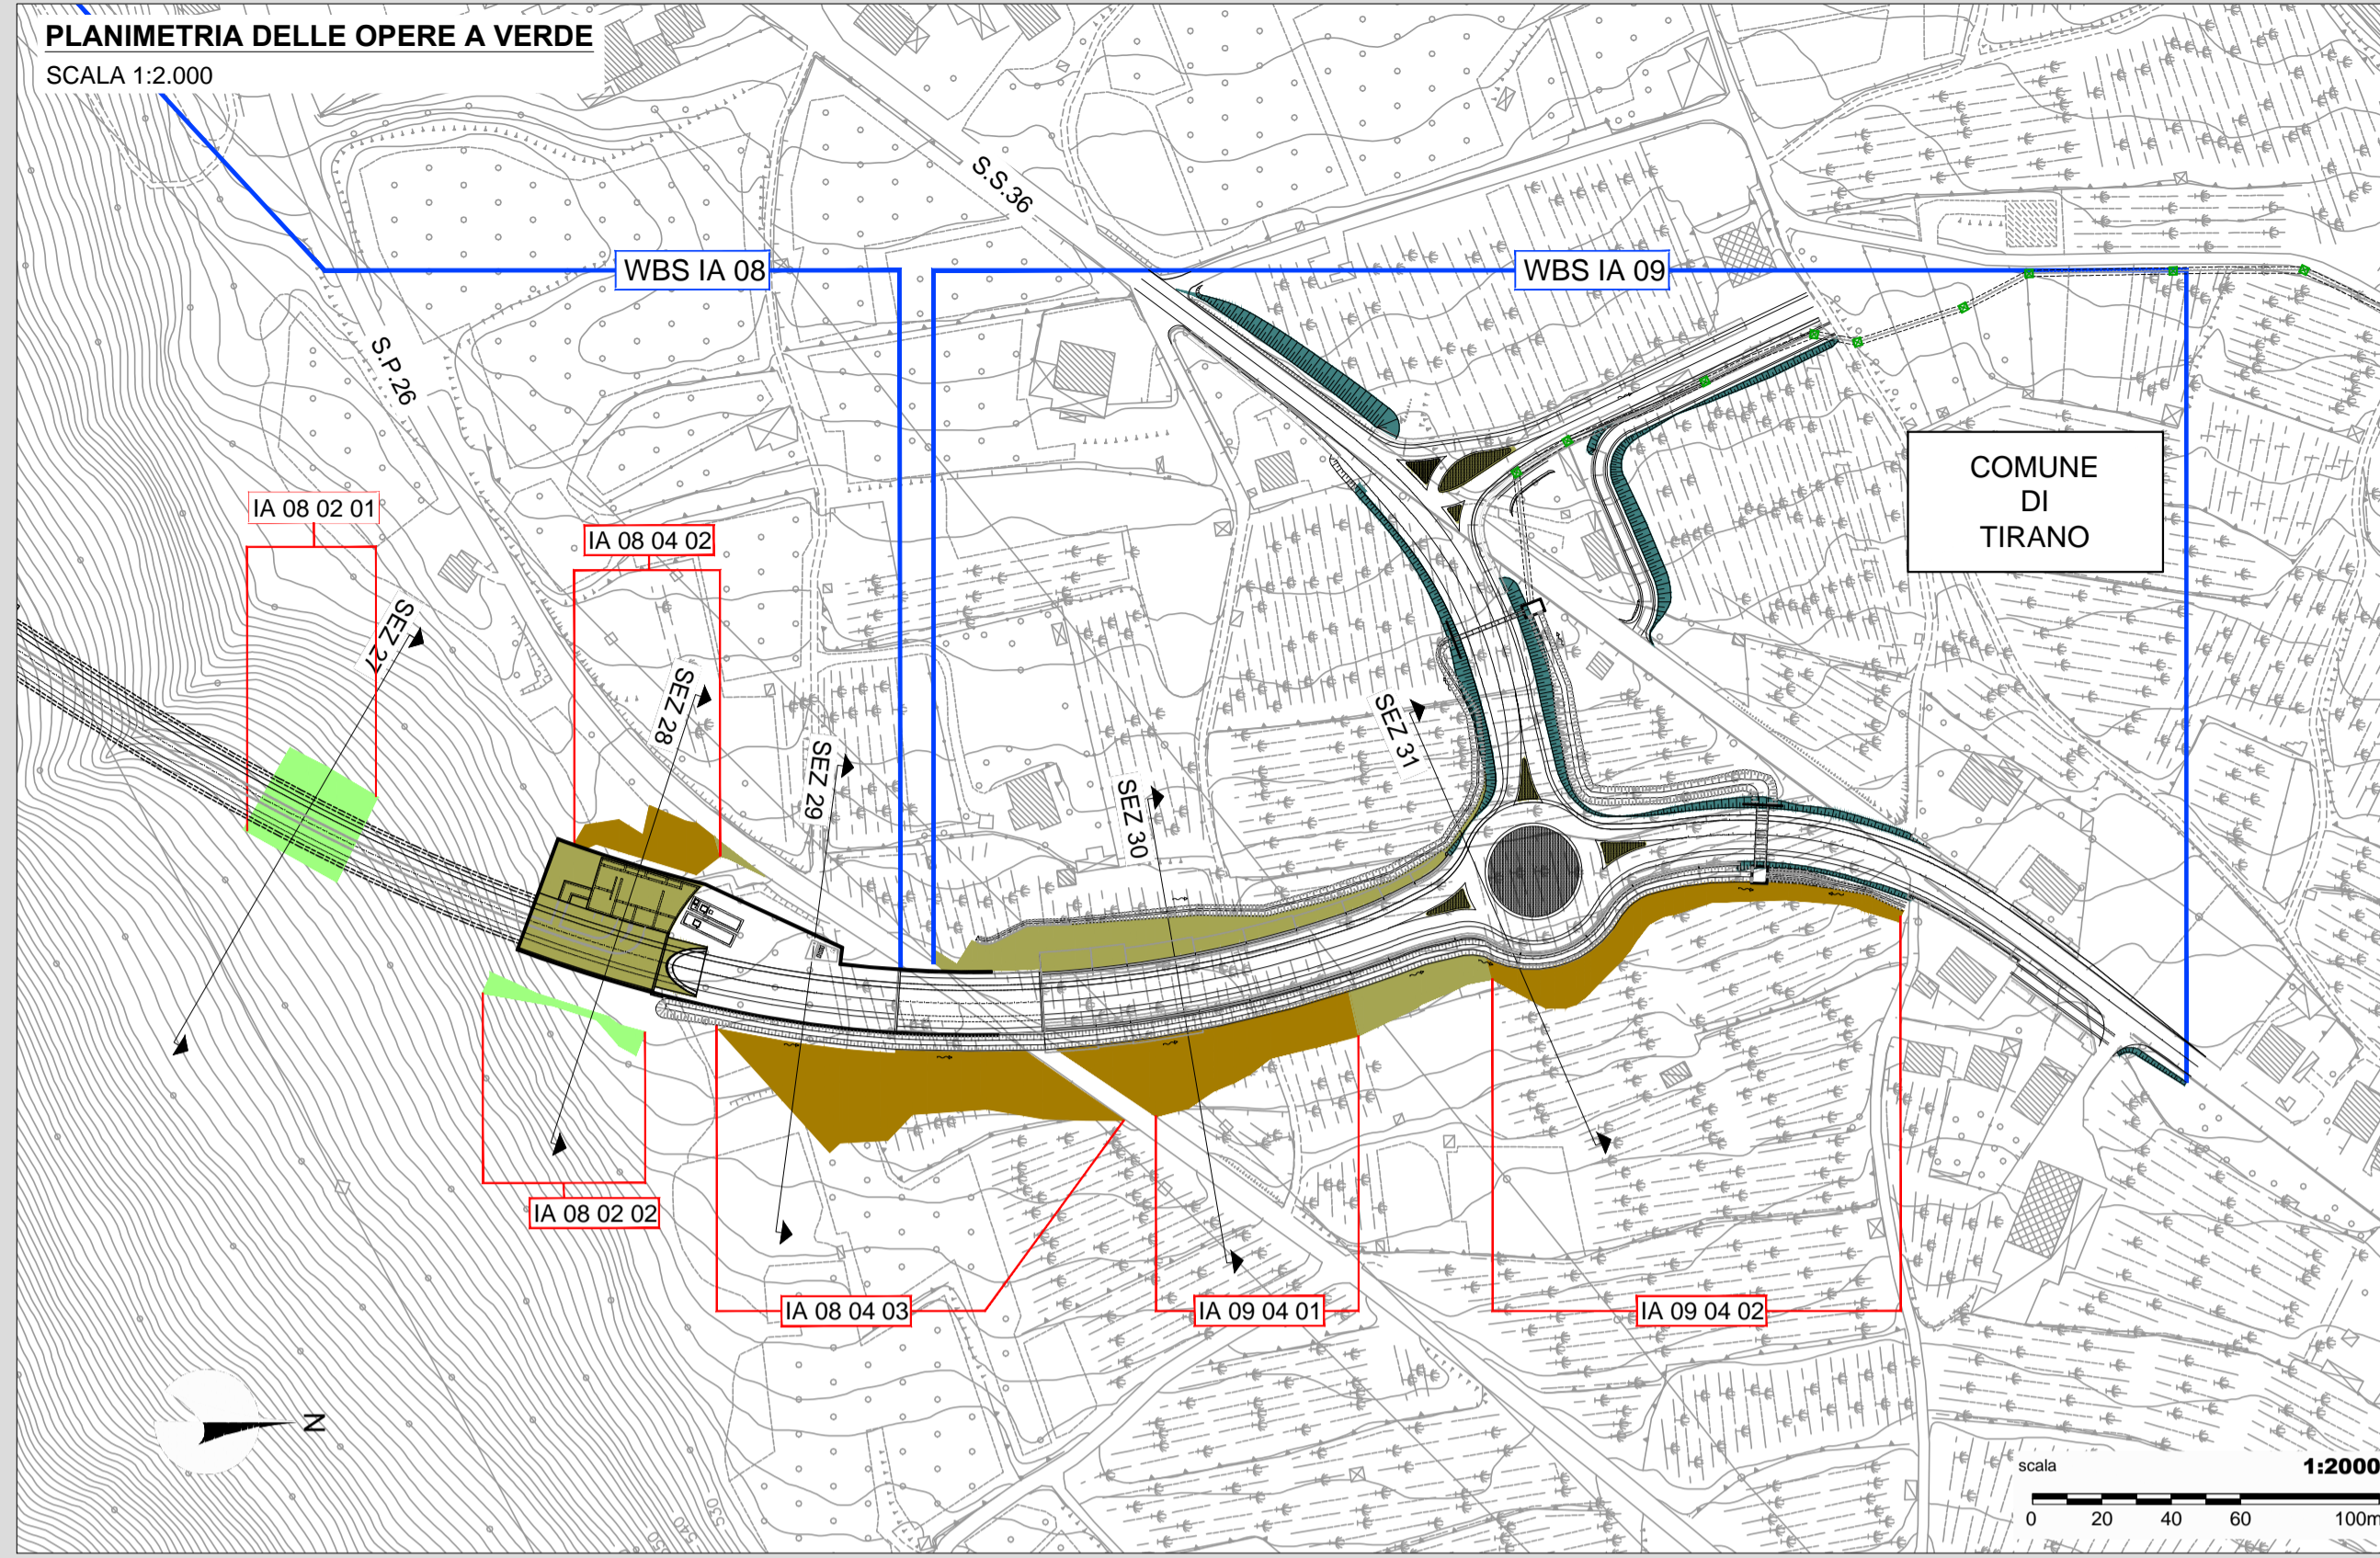 PLANIMETRIA DELLE OPERE A VERDE
SCALA 1:2.000
S.S.36
WBS IA 08
WBS IA 09
S.P.26
COMUNE
DI
TIRANO
IA 08 02 01
IA 08 04 02
SEZ 27
SEZ 28
SEZ 29
SEZ 30
SEZ 31
IA 08 02 02
IA 08 04 03
IA 09 04 01
IA 09 04 02
N
scala 1:2000
0 20 40 60 100m
530
540